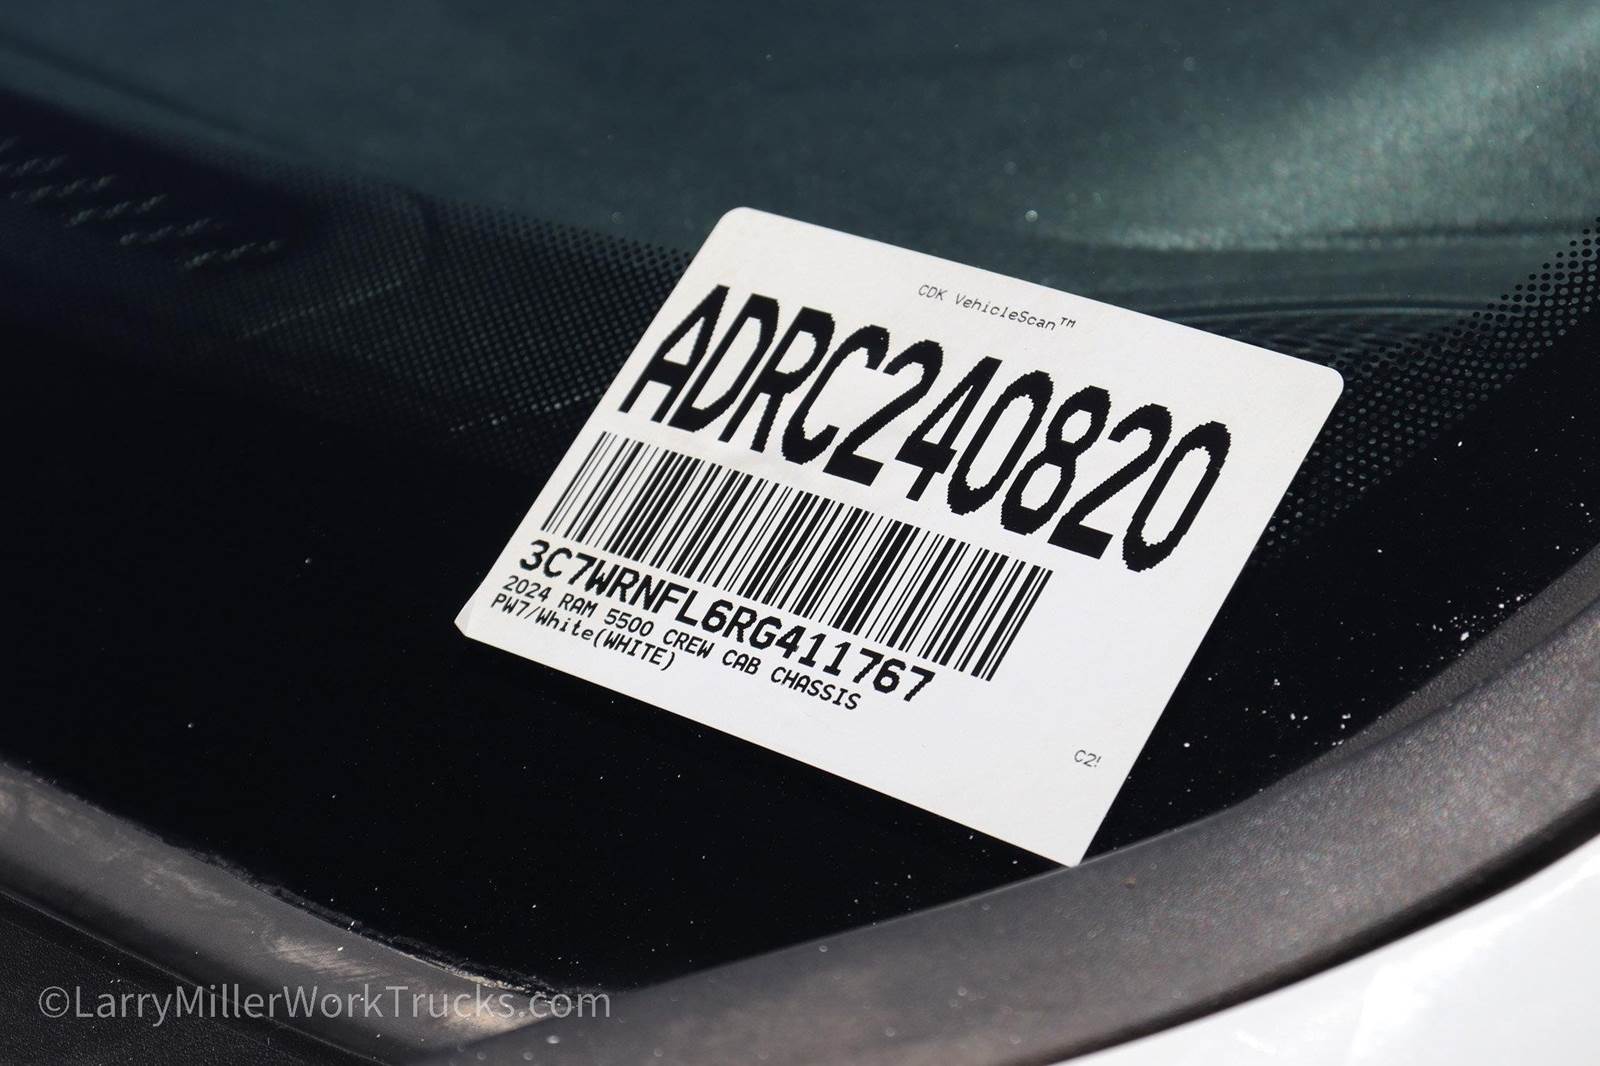 CDK VehicleScan™
ADRC240820
3C7WRNFL6RG411767
2024 RAM 5500 CREW CAB CHASSIS
PW7/White(WHITE)
C2!
©LarryMillerWorkTrucks.com